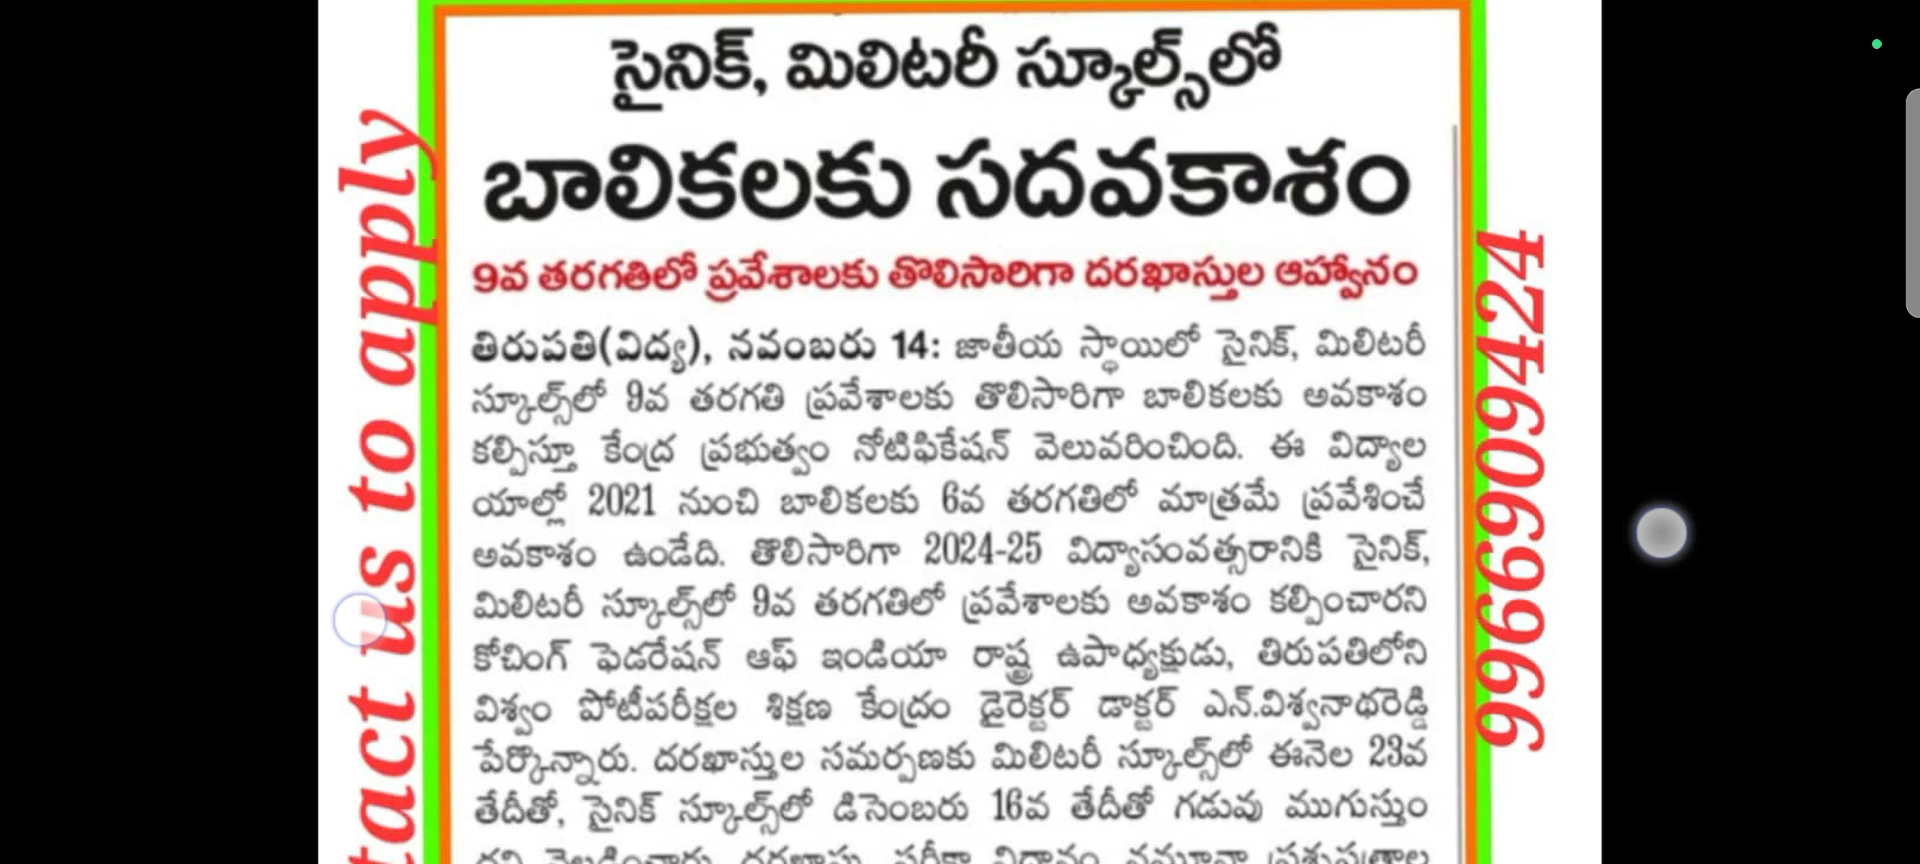 సైనిక్, మిలిటరీ స్కూల్స్‌లో
బాలికలకు సదవకాశం
9వ తరగతిలో ప్రవేశాలకు తొలిసారిగా దరఖాస్తుల ఆహ్వానం
తిరుపతి(విద్య), నవంబరు 14: జాతీయ స్థాయిలో సైనిక్, మిలిటరీ
స్కూల్స్‌లో 9వ తరగతి ప్రవేశాలకు తొలిసారిగా బాలికలకు అవకాశం
కల్పిస్తూ కేంద్ర ప్రభుత్వం నోటిఫికేషన్ వెలువరించింది. ఈ విద్యాల
యాల్లో 2021 నుంచి బాలికలకు 6వ తరగతిలో మాత్రమే ప్రవేశించే
అవకాశం ఉండేది. తొలిసారిగా 2024-25 విద్యాసంవత్సరానికి సైనిక్,
మిలిటరీ స్కూల్స్‌లో 9వ తరగతిలో ప్రవేశాలకు అవకాశం కల్పించారని
కోచింగ్ ఫెడరేషన్ ఆఫ్ ఇండియా రాష్ట్ర ఉపాధ్యక్షుడు, తిరుపతిలోని
విశ్వం పోటీపరీక్షల శిక్షణ కేంద్రం డైరెక్టర్ డాక్టర్ ఎన్.విశ్వనాథరెడ్డి
పేర్కొన్నారు. దరఖాస్తుల సమర్పణకు మిలిటరీ స్కూల్స్‌లో ఈనెల 23వ
తేదీతో, సైనిక్ స్కూల్స్‌లో డిసెంబరు 16వ తేదీతో గడువు ముగుస్తుం
tact us to apply
9966909424